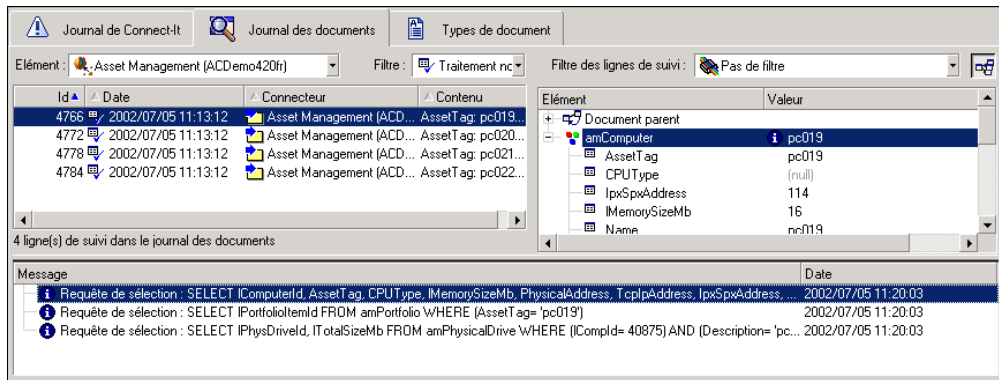 Journal de Connect-It Journal des documents Types de document
Elément : Asset Management (ACDemo420fr) Filtre : Traitement nc Filtre des lignes de suivi : Pas de filtre
Id Date Connecteur Contenu
4766 2002/07/05 11:13:12 Asset Management (ACD... AssetTag: pc019...
4772 2002/07/05 11:13:12 Asset Management (ACD... AssetTag: pc020...
4778 2002/07/05 11:13:12 Asset Management (ACD... AssetTag: pc021...
4784 2002/07/05 11:13:12 Asset Management (ACD... AssetTag: pc022...
4 ligne(s) de suivi dans le journal des documents
Elément Valeur
Document parent
amComputer pc019
AssetTag pc019
CPUType (null)
IpxSpxAddress 114
lMemorySizeMb 16
Name pc019
Message Date
Requête de sélection : SELECT lComputerId, AssetTag, CPUType, lMemorySizeMb, PhysicalAddress, TcpIpAddress, IpxSpxAddress, ... 2002/07/05 11:20:03
Requête de sélection : SELECT lPortfolioItemId FROM amPortfolio WHERE (AssetTag= 'pc019') 2002/07/05 11:20:03
Requête de sélection : SELECT lPhysDriveId, lTotalSizeMb FROM amPhysicalDrive WHERE (lCompId= 40875) AND (Description= 'pc... 2002/07/05 11:20:03